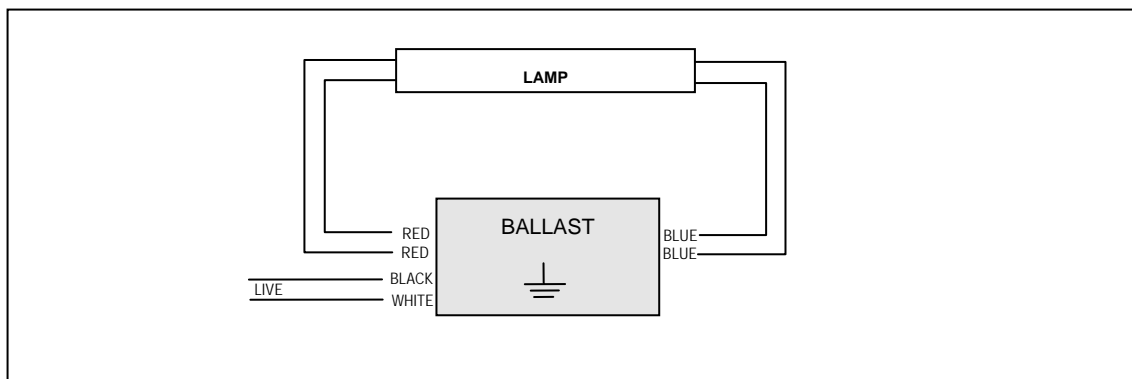 LAMP
BALLAST
RED
RED
BLACK
WHITE
LIVE
BLUE
BLUE